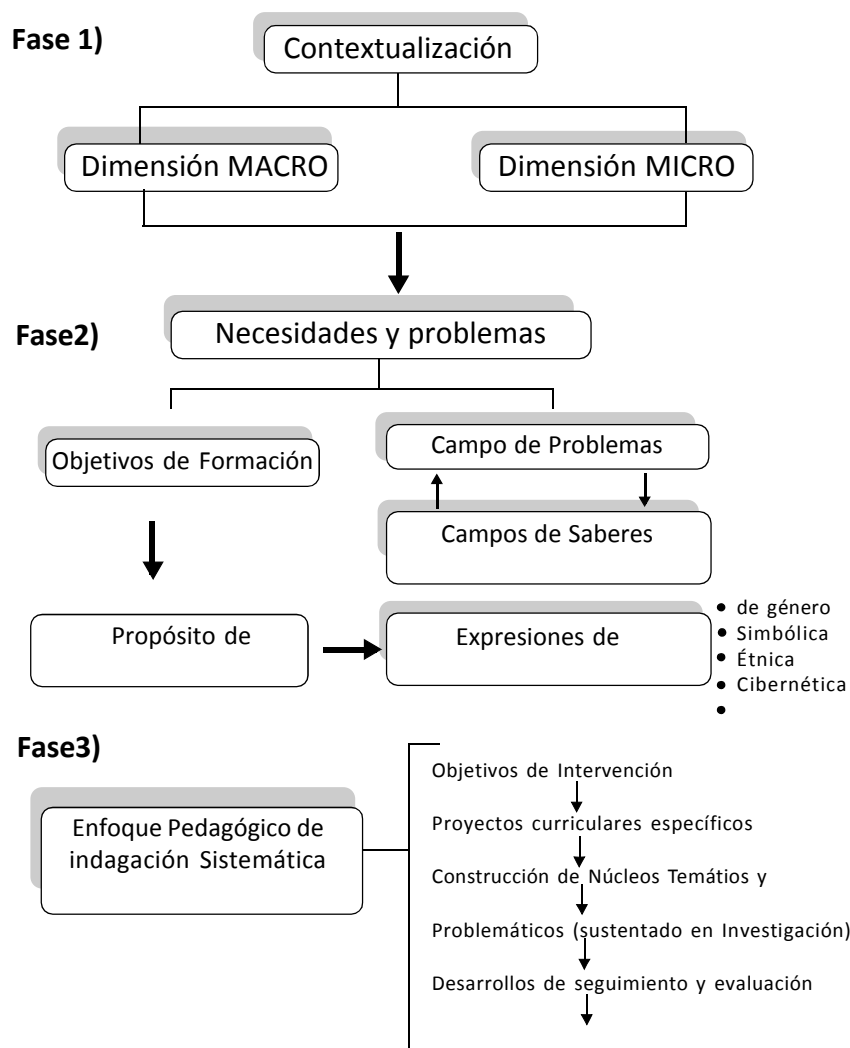 Fase 1)
Contextualización
Dimensión MACRO
Dimensión MICRO
Fase2)
Necesidades y problemas
Objetivos de Formación
Campo de Problemas
Campos de Saberes
Propósito de
Expresiones de
• de género
• Simbólica
• Étnica
• Cibernética
•
Fase3)
Enfoque Pedagógico de
indagación Sistemática
Objetivos de Intervención
Proyectos curriculares específicos
Construcción de Núcleos Temátios y
Problemáticos (sustentado en Investigación)
Desarrollos de seguimiento y evaluación